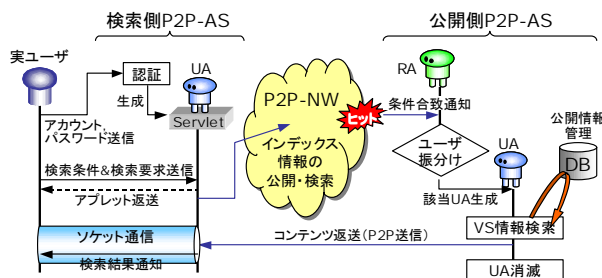 検索側P2P-AS
公開側P2P-AS
実ユーザ
認証
UA
生成
Servlet
アカウント、
パスワード送信
検索条件&検索要求送信
アプレット返送
ソケット通信
検索結果通知
P2P-NW
インデックス
情報の
公開・検索
ヒット
条件合致通知
RA
ユーザ
振分け
UA
該当UA生成
公開情報
管理
DB
VS情報検索
コンテンツ返送(P2P送信)
UA消滅